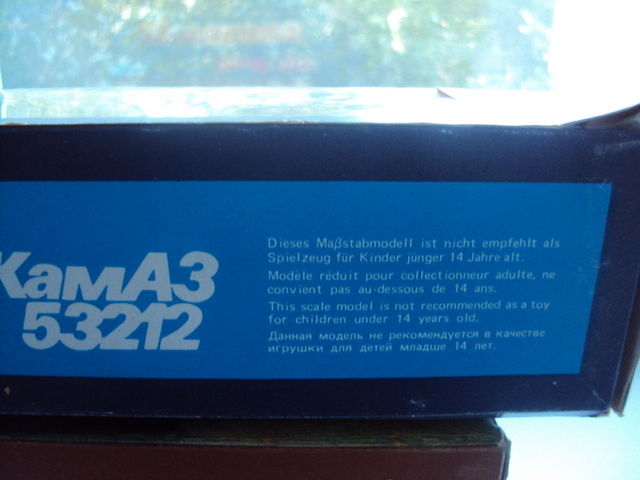 КамАЗ
53212
Dieses Maβstabmodell ist nicht empfehlt als
Spielzeug für Kinder jünger 14 Jahre alt.
Modèle réduit pour collectionneur adulte, ne
convient pas au-dessous de 14 ans.
This scale model is not recommended as a toy
for children under 14 years old.
Данная модель не рекомендуется в качестве
игрушки для детей младше 14 лет.